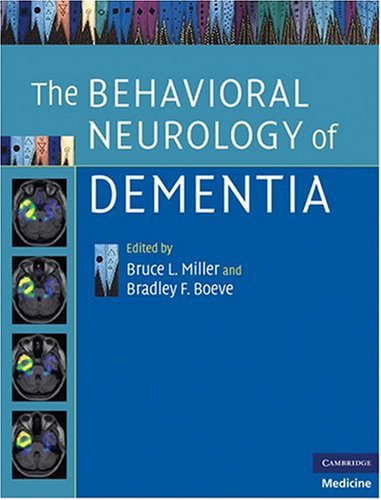 The BEHAVIORAL
NEUROLOGY of
DEMENTIA
Edited by
Bruce L. Miller and
Bradley F. Boeve
CAMBRIDGE
Medicine